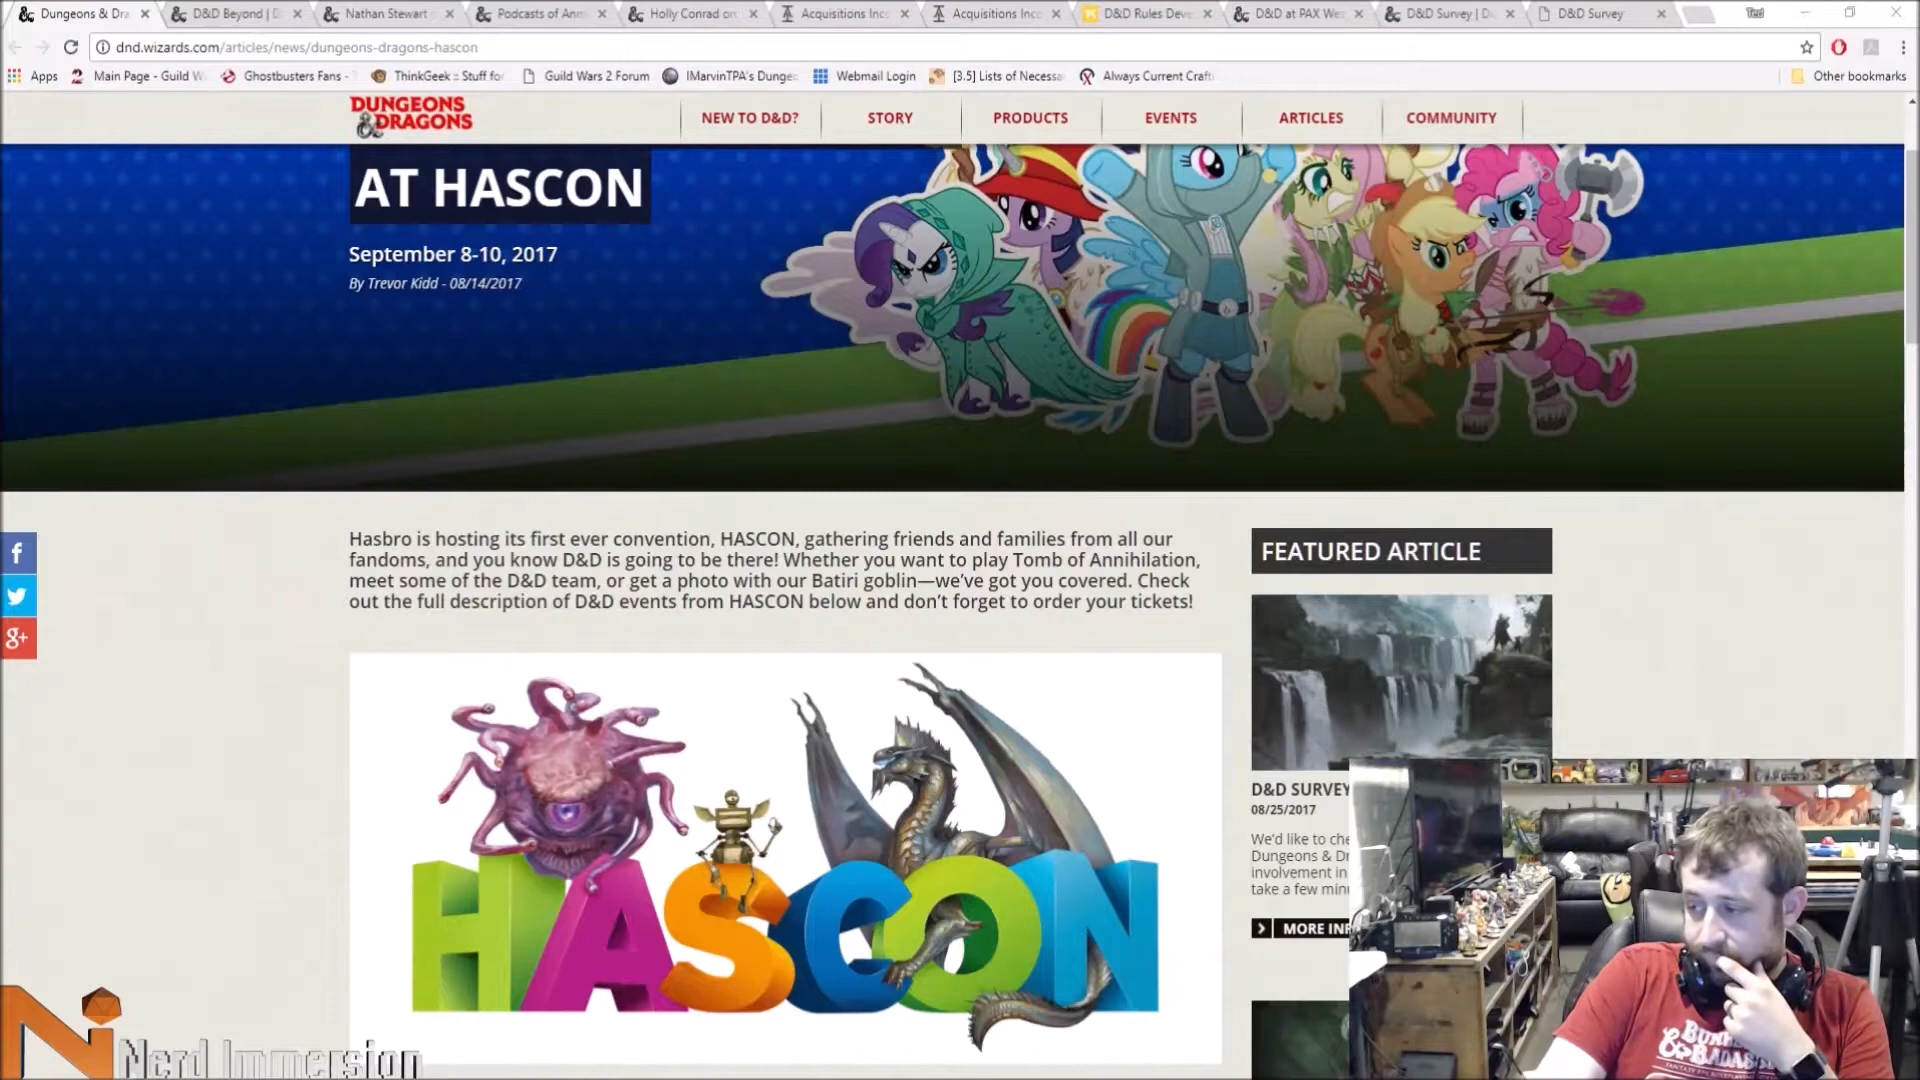 Dungeons & Dra
D&D Beyond | D
Nathan Stewart
Podcasts of Ann
Holly Conrad on
Acquisitions Inc
Acquisitions Inc
D&D Rules Deve
D&D at PAX Wes
D&D Survey | Du
D&D Survey
Ted
dnd.wizards.com/articles/news/dungeons-dragons-hascon
Apps
Main Page - Guild W
Ghostbusters Fans -
ThinkGeek :: Stuff for
Guild Wars 2 Forum
IMarvinTPA's Dunge
Webmail Login
[3.5] Lists of Necessa
Always Current Craft
Other bookmarks
DUNGEONS
& DRAGONS
NEW TO D&D?
STORY
PRODUCTS
EVENTS
ARTICLES
COMMUNITY
AT HASCON
September 8-10, 2017
By Trevor Kidd - 08/14/2017
Hasbro is hosting its first ever convention, HASCON, gathering friends and families from all our
fandoms, and you know D&D is going to be there! Whether you want to play Tomb of Annihilation,
meet some of the D&D team, or get a photo with our Batiri goblin—we've got you covered. Check
out the full description of D&D events from HASCON below and don't forget to order your tickets!
FEATURED ARTICLE
HASCON
D&D SURVEY
08/25/2017
We'd like to che
Dungeons & Dr
involvement in
take a few minu
MORE INF
Nerd Immersion